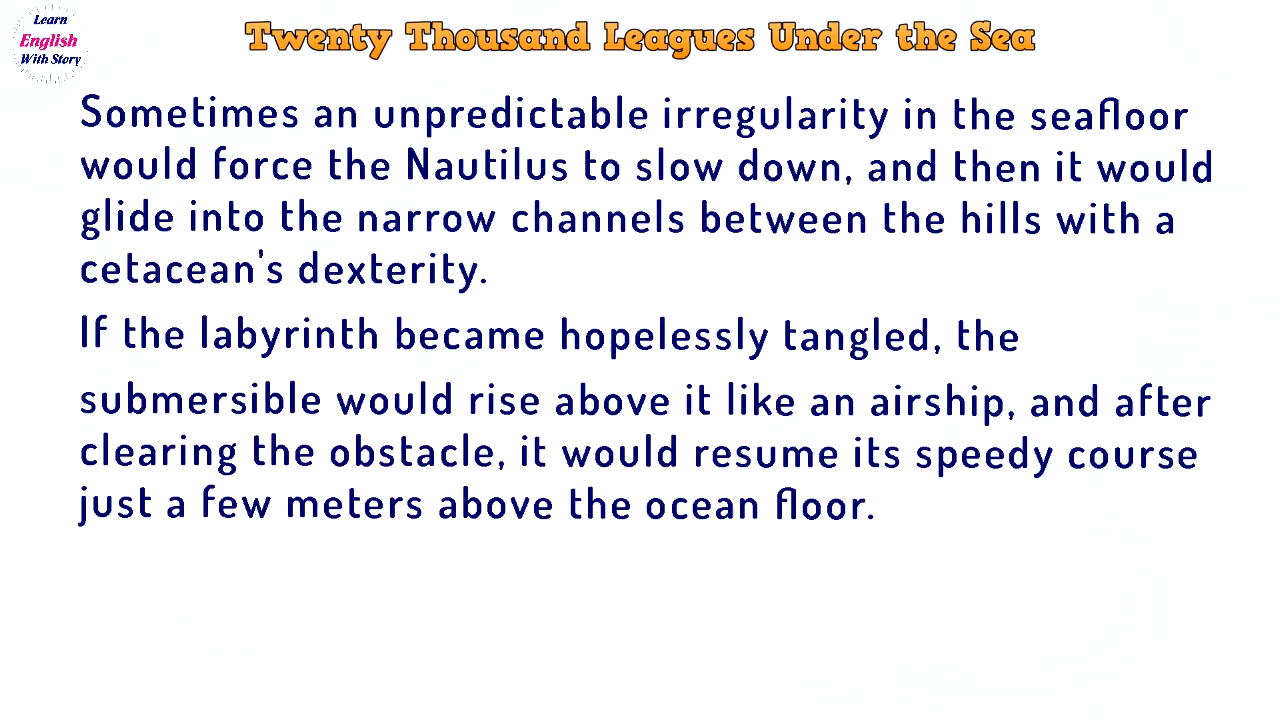 Learn
English
With Story
Twenty Thousand Leagues Under the Sea
Sometimes an unpredictable irregularity in the seafloor
would force the Nautilus to slow down, and then it would
glide into the narrow channels between the hills with a
cetacean's dexterity.
If the labyrinth became hopelessly tangled, the
submersible would rise above it like an airship, and after
clearing the obstacle, it would resume its speedy course
just a few meters above the ocean floor.